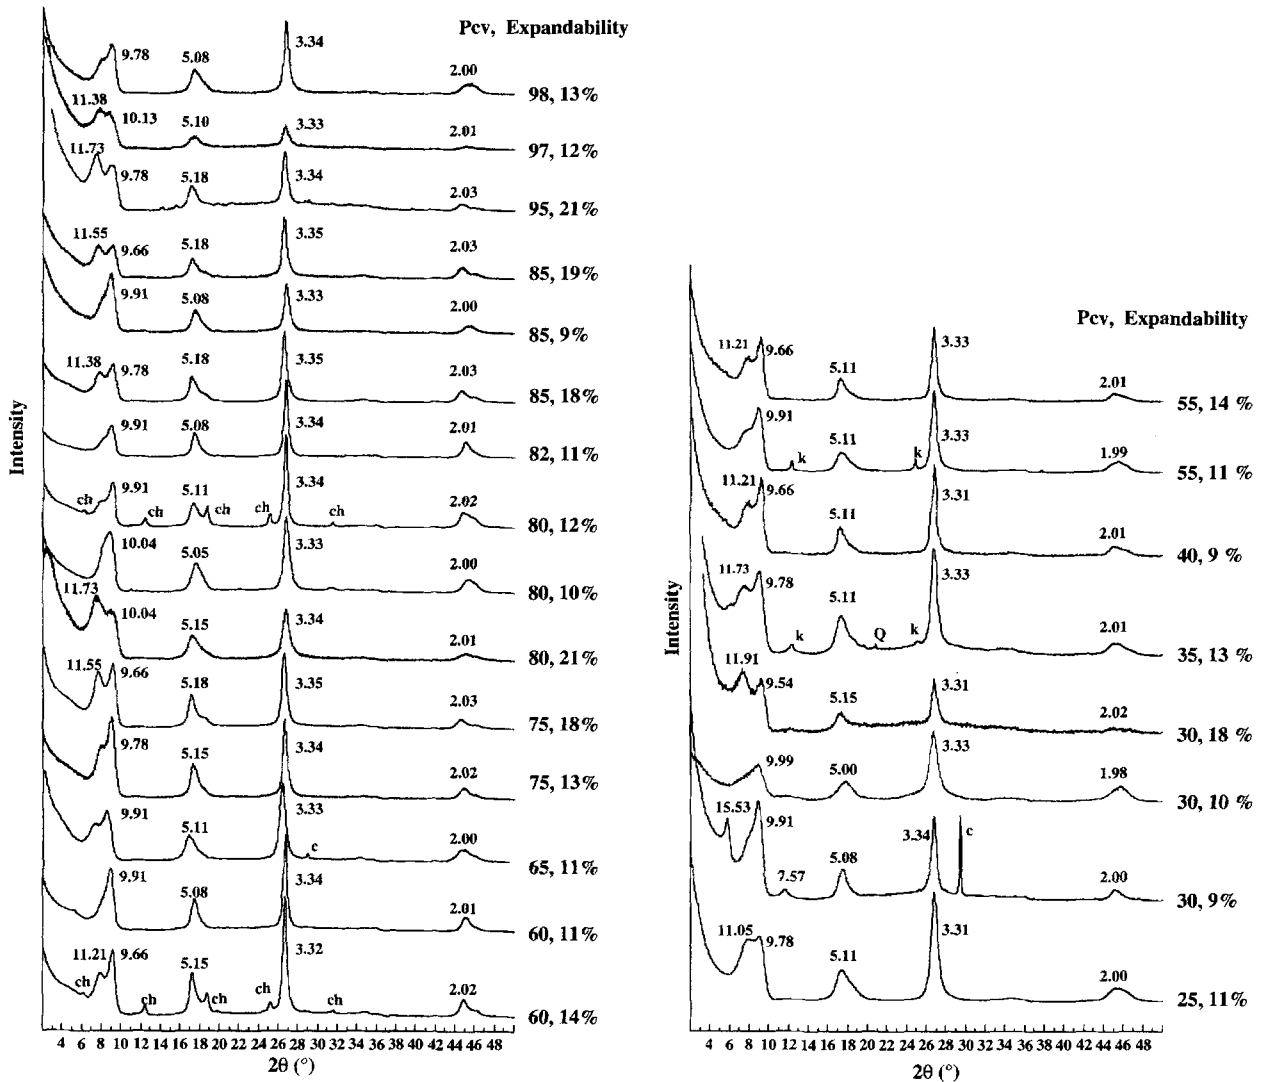 Pcv, Expandability
9.78 5.08 3.34 2.00
98, 13%
11.38 10.13 5.10 3.33 2.01
97, 12%
11.73 9.78 5.18 3.34 2.03
95, 21%
11.55 9.66 5.18 3.35 2.03
85, 19%
9.91 5.08 3.33 2.00
85, 9%
11.38 9.78 5.18 3.35 2.03
85, 18%
9.91 5.08 3.34 2.01
82, 11%
ch 9.91 ch 5.11 ch ch 3.34 ch 2.02
80, 12%
10.04 5.05 3.33 2.00
80, 10%
11.73 10.04 5.15 3.34 2.01
80, 21%
11.55 9.66 5.18 3.35 2.03
75, 18%
9.78 5.15 3.34 2.02
75, 13%
9.91 5.11 3.33 c 2.00
65, 11%
9.91 5.08 3.34 2.01
60, 11%
ch 11.21 9.66 ch 5.15 ch ch 3.32 ch 2.02
60, 14%
Intensity
4 6 8 10 12 14 16 18 20 22 24 26 28 30 32 34 36 38 40 42 44 46 48
2θ (°)
Pcv, Expandability
11.21 9.66 5.11 3.33 2.01
55, 14 %
9.91 k 5.11 k 3.33 1.99
55, 11 %
11.21 9.66 5.11 3.31 2.01
40, 9 %
11.73 9.78 k 5.11 Q k 3.33 2.01
35, 13 %
11.91 9.54 5.15 3.31 2.02
30, 18 %
9.99 5.00 3.33 1.98
30, 10 %
15.53 9.91 7.57 5.08 3.34 c 2.00
30, 9%
11.05 9.78 5.11 3.31 2.00
25, 11%
Intensity
4 6 8 10 12 14 16 18 20 22 24 26 28 30 32 34 36 38 40 42 44 46 48
2θ (°)